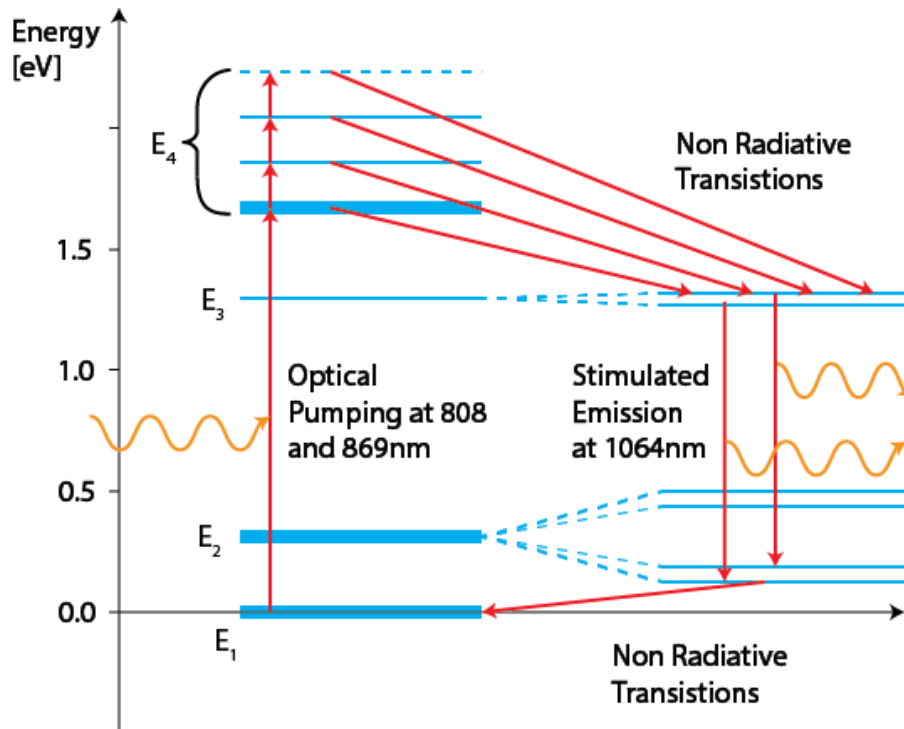 Energy
[eV]
E4
Non Radiative
Transistions
1.5
E3
1.0
Optical
Pumping at 808
and 869nm
Stimulated
Emission
at 1064nm
0.5
E2
0.0
E1
Non Radiative
Transistions